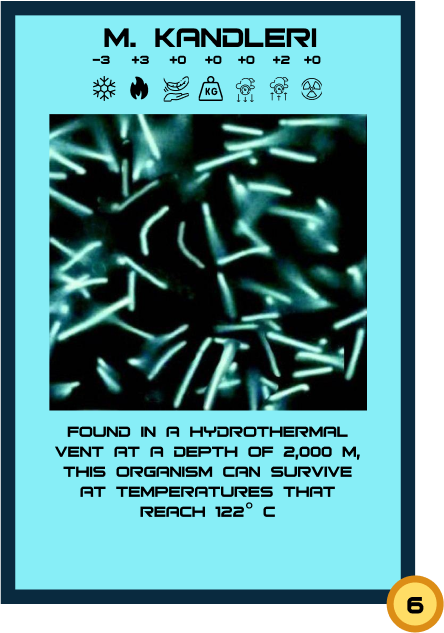 M. KANDLERI
-3 +3 +0 +0 +0 +2 +0
KG
FOUND IN A HYDROTHERMAL
VENT AT A DEPTH OF 2,000 M,
THIS ORGANISM CAN SURVIVE
AT TEMPERATURES THAT
REACH 122° C
6